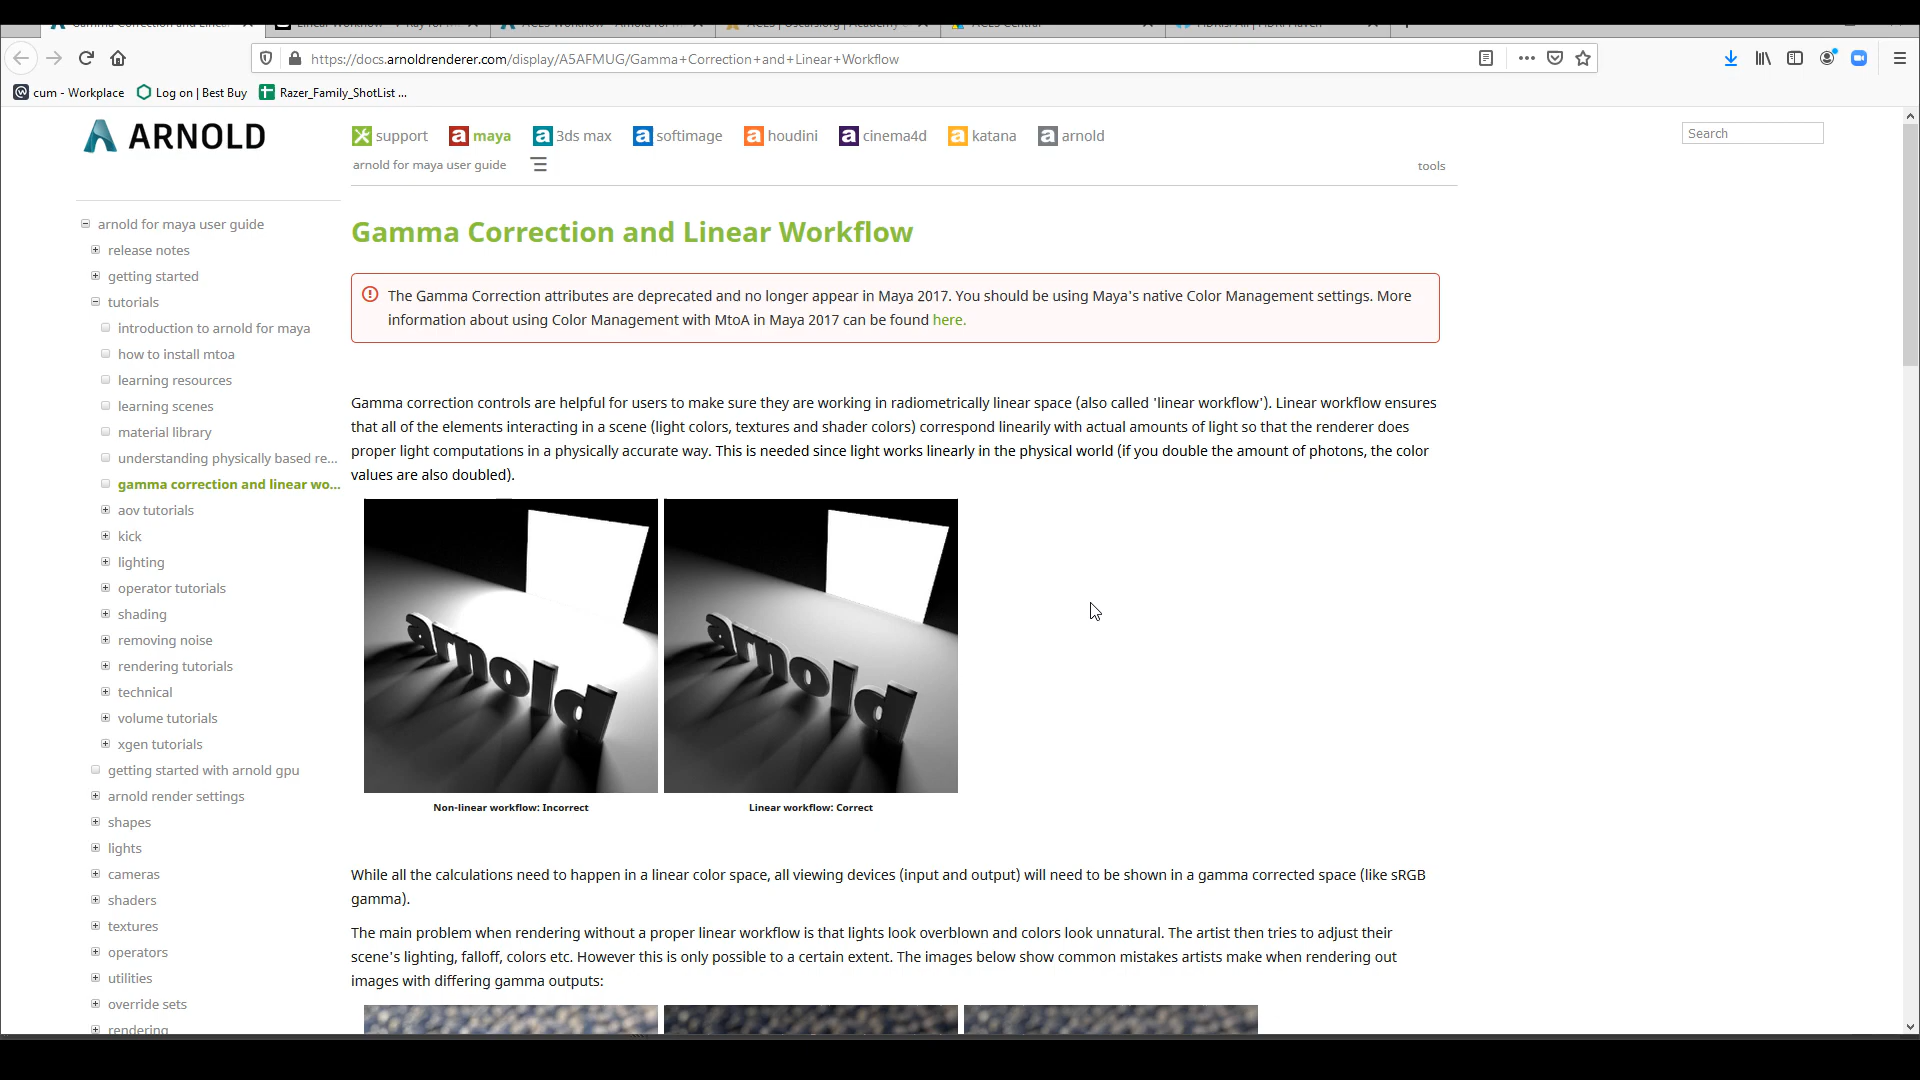 https://docs.arnoldrenderer.com/display/A5AFMUG/Gamma+Correction+and+Linear+Workflow
cum - Workplace
Log on | Best Buy
Razer_Family_ShotList ...
ARNOLD
support
a maya
a 3ds max
a softimage
a houdini
a cinema4d
a katana
a arnold
Search
arnold for maya user guide
tools
arnold for maya user guide
release notes
getting started
tutorials
introduction to arnold for maya
how to install mtoa
learning resources
learning scenes
material library
understanding physically based re...
gamma correction and linear wo...
aov tutorials
kick
lighting
operator tutorials
shading
removing noise
rendering tutorials
technical
volume tutorials
xgen tutorials
getting started with arnold gpu
arnold render settings
shapes
lights
cameras
shaders
textures
operators
utilities
override sets
rendering
Gamma Correction and Linear Workflow
The Gamma Correction attributes are deprecated and no longer appear in Maya 2017. You should be using Maya's native Color Management settings. More
information about using Color Management with MtoA in Maya 2017 can be found here.
Gamma correction controls are helpful for users to make sure they are working in radiometrically linear space (also called 'linear workflow'). Linear workflow ensures
that all of the elements interacting in a scene (light colors, textures and shader colors) correspond linearily with actual amounts of light so that the renderer does
proper light computations in a physically accurate way. This is needed since light works linearly in the physical world (if you double the amount of photons, the color
values are also doubled).
arnold
arnold
Non-linear workflow: Incorrect
Linear workflow: Correct
While all the calculations need to happen in a linear color space, all viewing devices (input and output) will need to be shown in a gamma corrected space (like sRGB
gamma).
The main problem when rendering without a proper linear workflow is that lights look overblown and colors look unnatural. The artist then tries to adjust their
scene's lighting, falloff, colors etc. However this is only possible to a certain extent. The images below show common mistakes artists make when rendering out
images with differing gamma outputs: